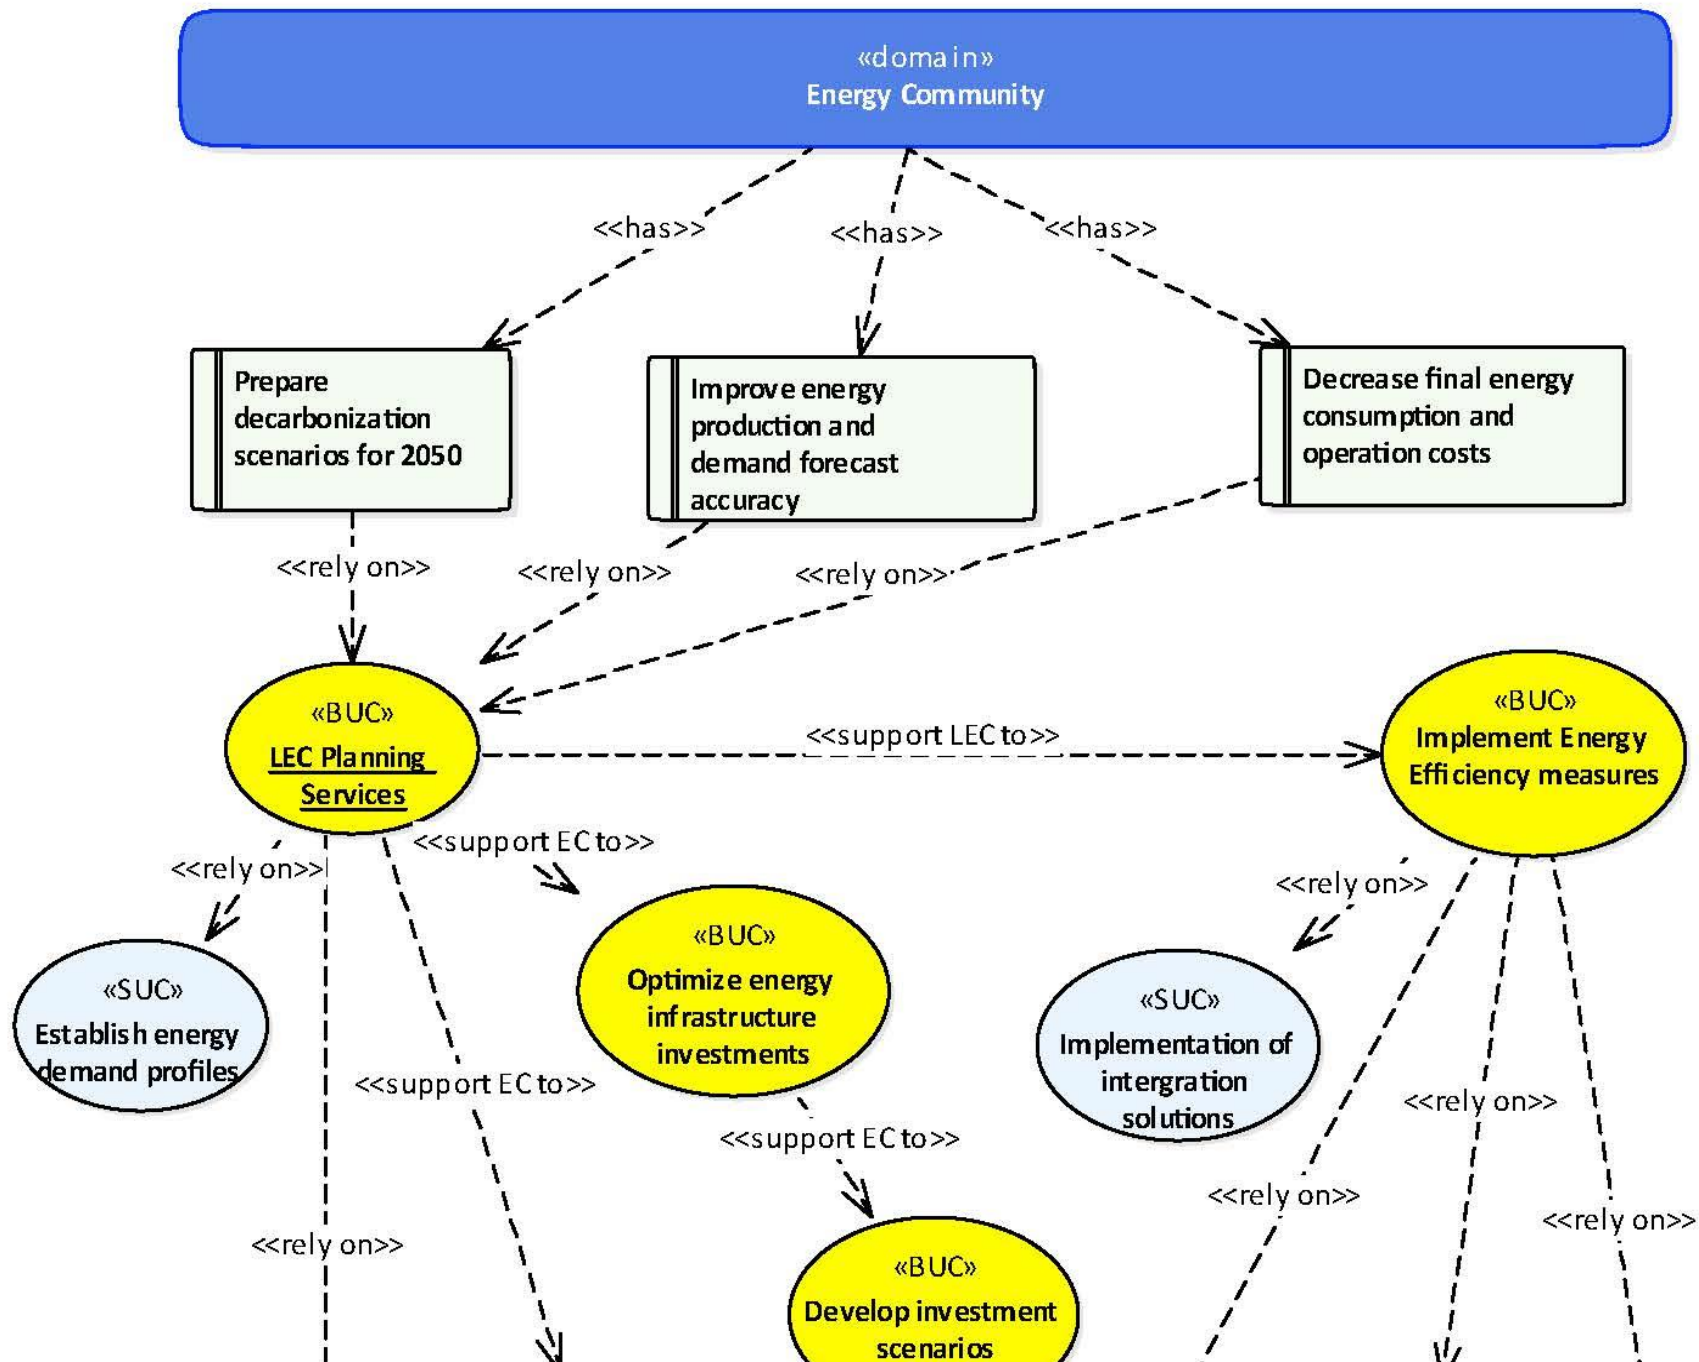 «domain»
Energy Community
<<has>>
<<has>>
<<has>>
Prepare
decarbonization
scenarios for 2050
Improve energy
production and
demand forecast
accuracy
Decrease final energy
consumption and
operation costs
<<rely on>>
<<rely on>>
<<rely on>>
«BUC»
LEC Planning
Services
<<support LEC to>>
«BUC»
Implement Energy
Efficiency measures
<<rely on>>
<<support EC to>>
<<rely on>>
«SUC»
Establish energy
demand profiles
«BUC»
Optimize energy
infrastructure
investments
«SUC»
Implementation of
intergration
solutions
<<support EC to>>
<<rely on>>
<<support EC to>>
<<rely on>>
<<rely on>>
<<rely on>>
«BUC»
Develop investment
scenarios